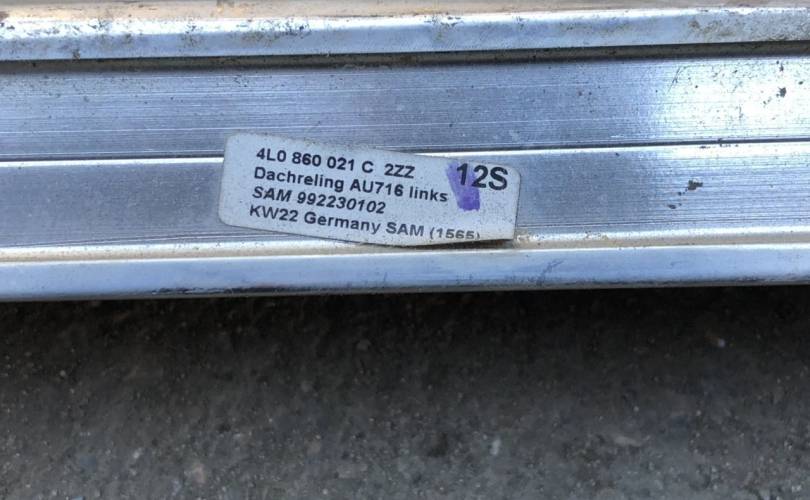 4L0 860 021 C 2ZZ
12S
Dachreling AU716 links
SAM 992230102
KW22 Germany SAM (1565)